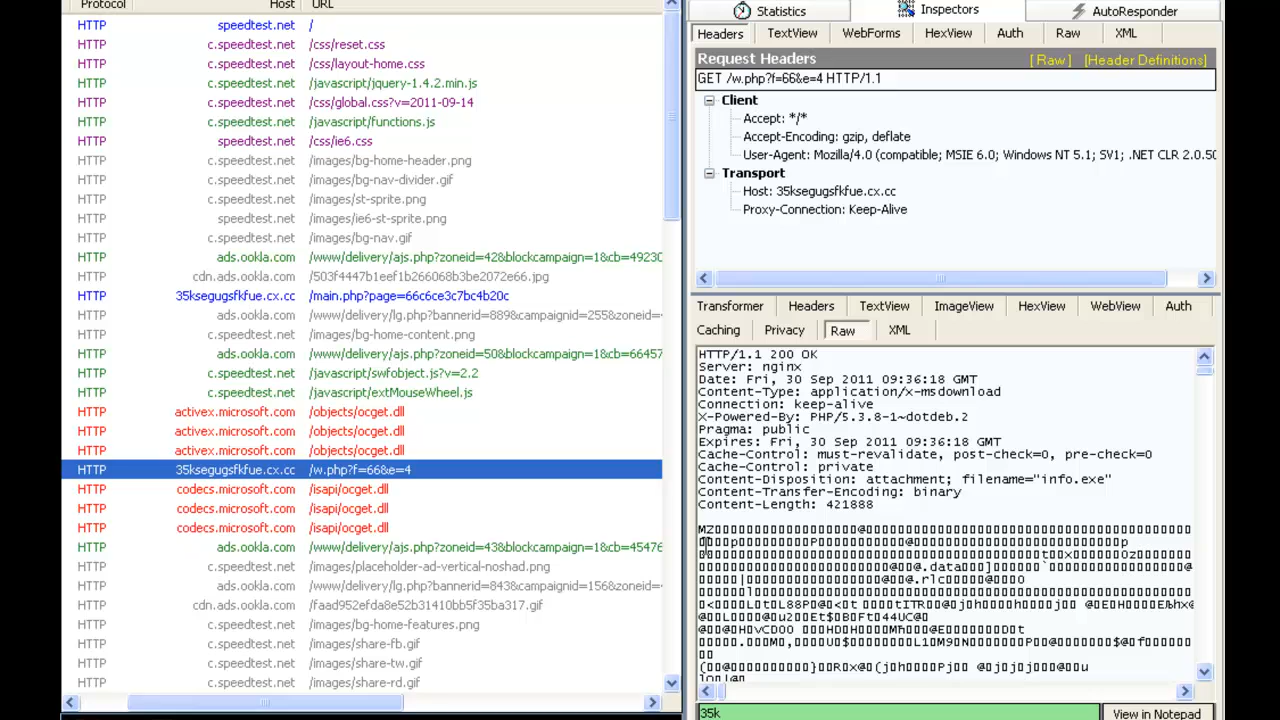 Protocol Host URL
HTTP speedtest.net /
HTTP c.speedtest.net /css/reset.css
HTTP c.speedtest.net /css/layout-home.css
HTTP c.speedtest.net /javascript/jquery-1.4.2.min.js
HTTP c.speedtest.net /css/global.css?v=2011-09-14
HTTP c.speedtest.net /javascript/functions.js
HTTP speedtest.net /css/ie6.css
HTTP c.speedtest.net /images/bg-home-header.png
HTTP c.speedtest.net /images/bg-nav-divider.gif
HTTP c.speedtest.net /images/st-sprite.png
HTTP speedtest.net /images/ie6-st-sprite.png
HTTP c.speedtest.net /images/bg-nav.gif
HTTP ads.ookla.com /www/delivery/ajs.php?zoneid=42&blockcampaign=1&cb=49230
HTTP cdn.ads.ookla.com /503f4447b1eef1b266068b3be2072e66.jpg
HTTP 35ksegugsfkfue.cx.cc /main.php?page=66c6ce3c7bc4b20c
HTTP ads.ookla.com /www/delivery/lg.php?bannerid=889&campaignid=255&zoneid=
HTTP c.speedtest.net /images/bg-home-content.png
HTTP ads.ookla.com /www/delivery/ajs.php?zoneid=50&blockcampaign=1&cb=66457
HTTP c.speedtest.net /javascript/swfobject.js?v=2.2
HTTP c.speedtest.net /javascript/extMouseWheel.js
HTTP activex.microsoft.com /objects/ocget.dll
HTTP activex.microsoft.com /objects/ocget.dll
HTTP activex.microsoft.com /objects/ocget.dll
HTTP 35ksegugsfkfue.cx.cc /w.php?f=66&e=4
HTTP codecs.microsoft.com /isapi/ocget.dll
HTTP codecs.microsoft.com /isapi/ocget.dll
HTTP codecs.microsoft.com /isapi/ocget.dll
HTTP ads.ookla.com /www/delivery/ajs.php?zoneid=43&blockcampaign=1&cb=45476
HTTP c.speedtest.net /images/placeholder-ad-vertical-noshad.png
HTTP ads.ookla.com /www/delivery/lg.php?bannerid=843&campaignid=156&zoneid=
HTTP cdn.ads.ookla.com /faad952efda8e52b31410bb5f35ba317.gif
HTTP c.speedtest.net /images/bg-home-features.png
HTTP c.speedtest.net /images/share-fb.gif
HTTP c.speedtest.net /images/share-tw.gif
HTTP c.speedtest.net /images/share-rd.gif
Statistics Inspectors AutoResponder
Headers TextView WebForms HexView Auth Raw XML
Request Headers [ Raw ] [Header Definitions]
GET /w.php?f=66&e=4 HTTP/1.1
Client
Accept: */*
Accept-Encoding: gzip, deflate
User-Agent: Mozilla/4.0 (compatible; MSIE 6.0; Windows NT 5.1; SV1; .NET CLR 2.0.50
Transport
Host: 35ksegugsfkfue.cx.cc
Proxy-Connection: Keep-Alive
Transformer Headers TextView ImageView HexView WebView Auth
Caching Privacy Raw XML
HTTP/1.1 200 OK
Server: nginx
Date: Fri, 30 Sep 2011 09:36:18 GMT
Content-Type: application/x-msdownload
Connection: keep-alive
X-Powered-By: PHP/5.3.8-1~dotdeb.2
Pragma: public
Expires: Fri, 30 Sep 2011 09:36:18 GMT
Cache-Control: must-revalidate, post-check=0, pre-check=0
Cache-Control: private
Content-Disposition: attachment; filename="info.exe"
Content-Transfer-Encoding: binary
Content-Length: 421888
MZ
.data
.rlc
35k View in Notepad